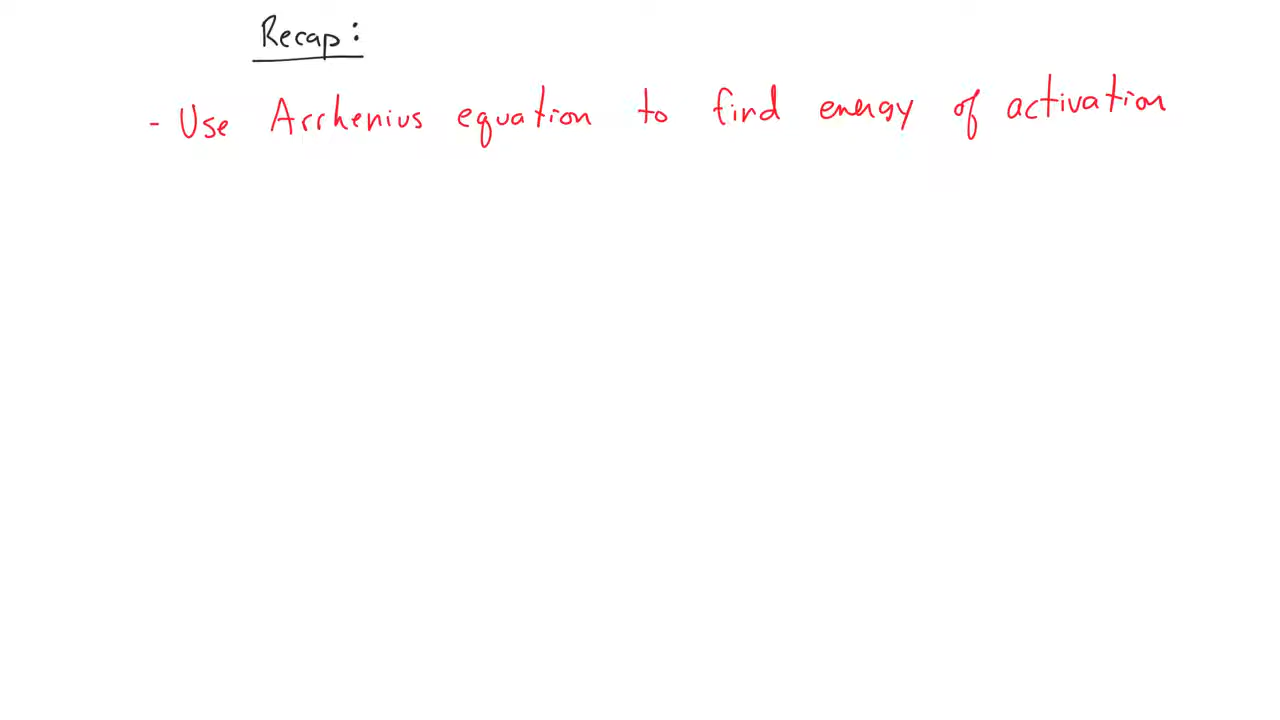 Recap:
- Use Arrhenius equation to find energy of activation